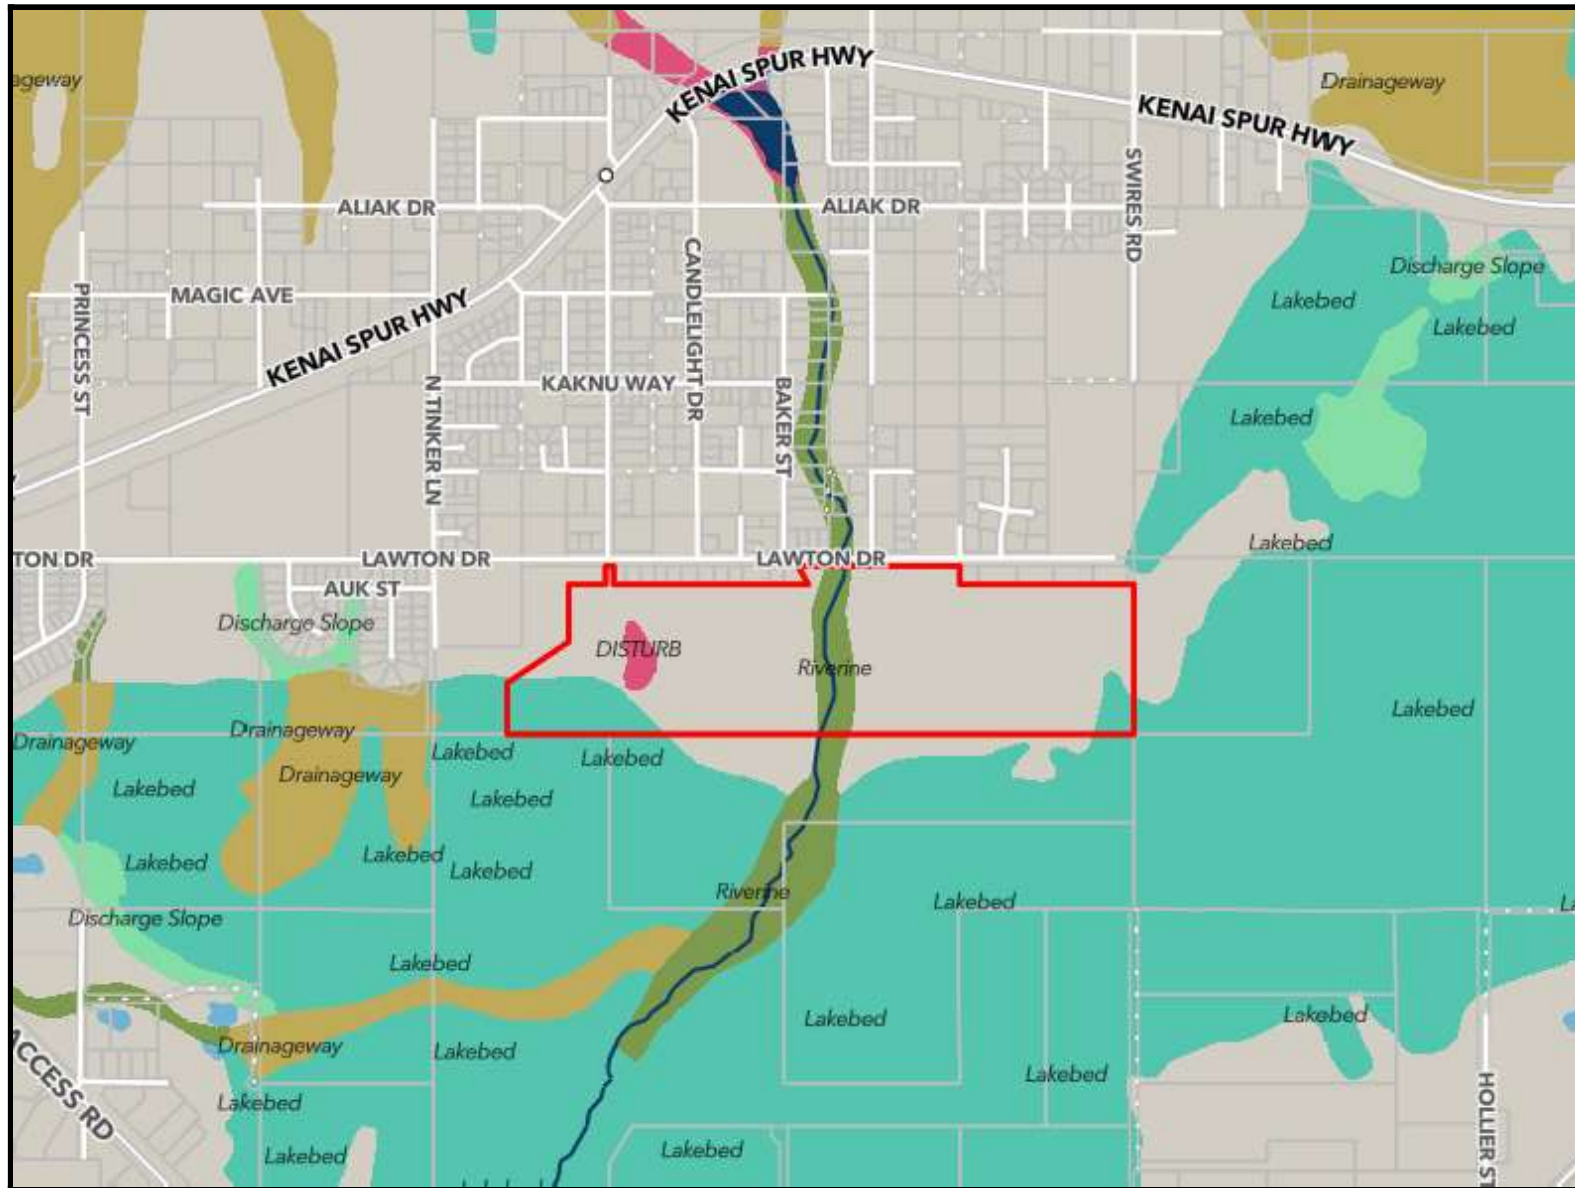 KENAI SPUR HWY
ageway
Drainageway
KENAI SPUR HWY
SWIRES RD
ALIAK DR
ALIAK DR
CANDLELIGHT DR
Discharge Slope
PRINCESS ST
MAGIC AVE
Lakebed
Lakebed
KENAI SPUR HWY
N TINKER LN
KAKNU WAY
BAKER ST
Lakebed
Lakebed
TON DR
LAWTON DR
LAWTON DR
AUK ST
Discharge Slope
DISTURB
Riverine
Lakebed
Drainageway
Drainageway
Lakebed
Lakebed
Drainageway
Lakebed
Lakebed
Lakebed
Lakebed
Lakebed
Riverine
Lakebed
La
Discharge Slope
Lakebed
Lakebed
Lakebed
ACCESS RD
Drainageway
Lakebed
Lakebed
Lakebed
HOLLIER ST
Lakebed
Lakebed